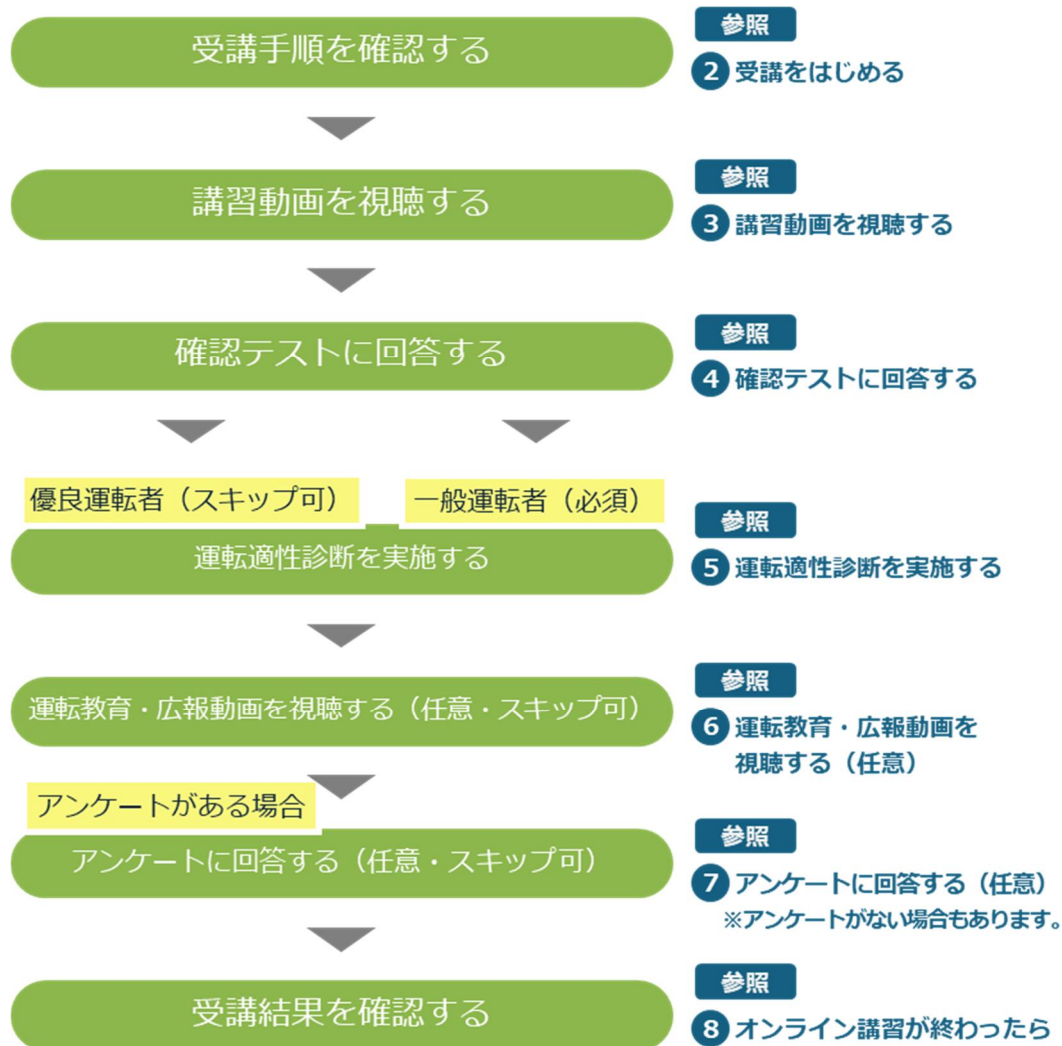 受講手順を確認する
参照
2 受講をはじめる
講習動画を視聴する
参照
3 講習動画を視聴する
確認テストに回答する
参照
4 確認テストに回答する
優良運転者（スキップ可）
一般運転者（必須）
運転適性診断を実施する
参照
5 運転適性診断を実施する
運転教育・広報動画を視聴する（任意・スキップ可）
参照
6 運転教育・広報動画を
視聴する（任意）
アンケートがある場合
アンケートに回答する（任意・スキップ可）
参照
7 アンケートに回答する（任意）
※アンケートがない場合もあります。
受講結果を確認する
参照
8 オンライン講習が終わったら